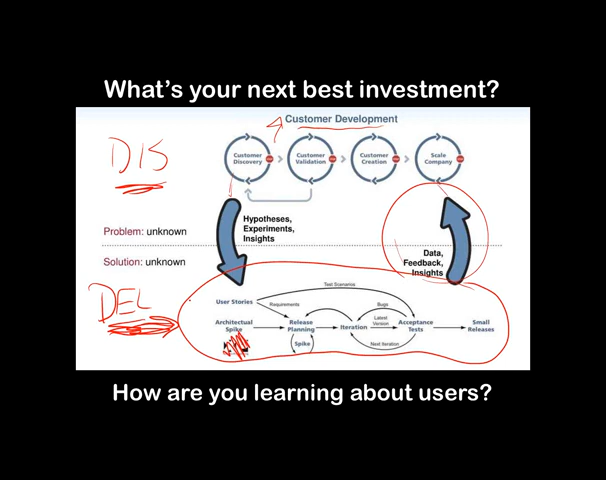 What's your next best investment?
Customer Development
DIS
Customer
Discovery
Customer
Validation
Customer
Creation
Scale
Company
Hypotheses,
Experiments,
Insights
Problem: unknown
Solution: unknown
Data,
Feedback,
Insights
DEL
Test Scenarios
User Stories
Requirements
Bugs
Architectural
Spike
Release
Planning
Iteration
Latest
Version
Acceptance
Tests
Small
Releases
Spike
Next Iteration
How are you learning about users?